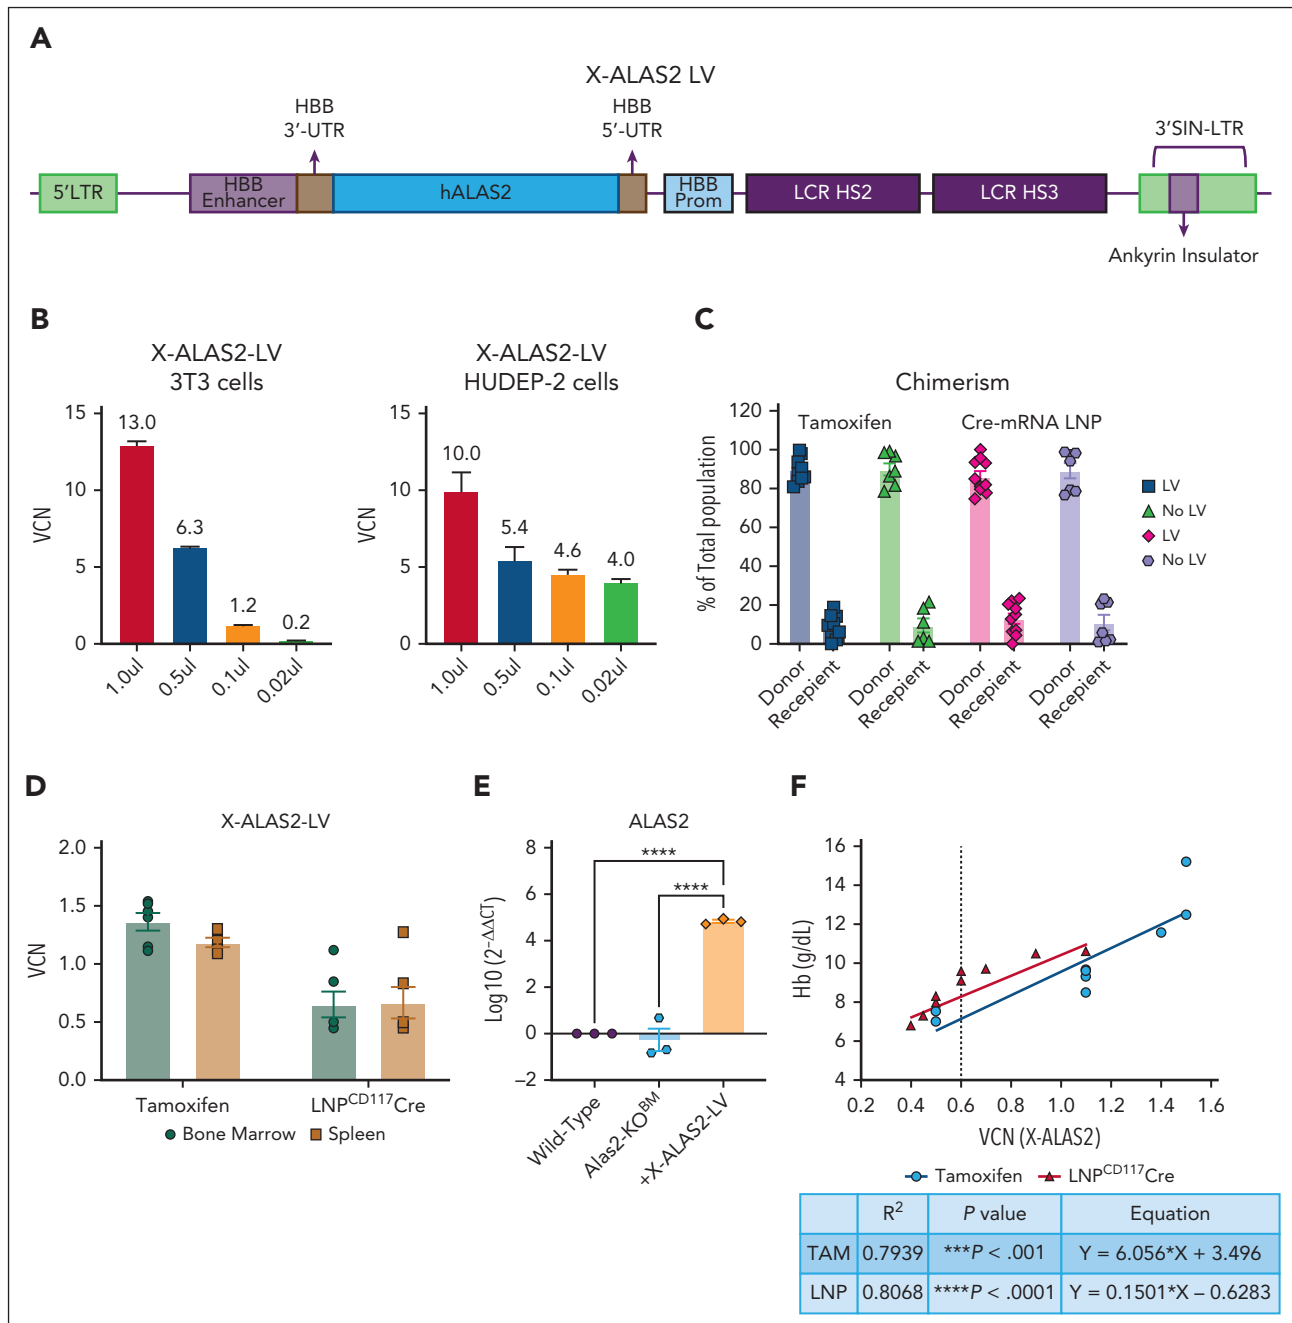 A
X-ALAS2 LV
HBB
3'-UTR
HBB
5'-UTR
3'SIN-LTR
5'LTR
HBB
Enhancer
hALAS2
HBB
Prom
LCR HS2
LCR HS3
Ankyrin Insulator
B
X-ALAS2-LV
3T3 cells
VCN
15
10
5
0
13.0
6.3
1.2
0.2
1.0ul
0.5ul
0.1ul
0.02ul
X-ALAS2-LV
HUDEP-2 cells
VCN
15
10
5
0
10.0
5.4
4.6
4.0
1.0ul
0.5ul
0.1ul
0.02ul
C
Chimerism
% of Total population
120
100
80
60
40
20
0
Tamoxifen
Cre-mRNA LNP
LV
No LV
LV
No LV
Donor
Recepient
Donor
Recepient
Donor
Recepient
Donor
Recepient
D
X-ALAS2-LV
VCN
2.0
1.5
1.0
0.5
0.0
Tamoxifen
LNP^CD117Cre
Bone Marrow
Spleen
E
ALAS2
Log10 (2^−ΔΔCT)
8
6
4
2
0
−2
****
****
Wild-Type
Alas2-KO^BM
+X-ALAS2-LV
F
Hb (g/dL)
16
14
12
10
8
6
4
0.2 0.4 0.6 0.8 1.0 1.2 1.4 1.6
VCN (X-ALAS2)
Tamoxifen
LNP^CD117Cre
R² P value Equation
TAM 0.7939 ***P < .001 Y = 6.056*X + 3.496
LNP 0.8068 ****P < .0001 Y = 0.1501*X − 0.6283